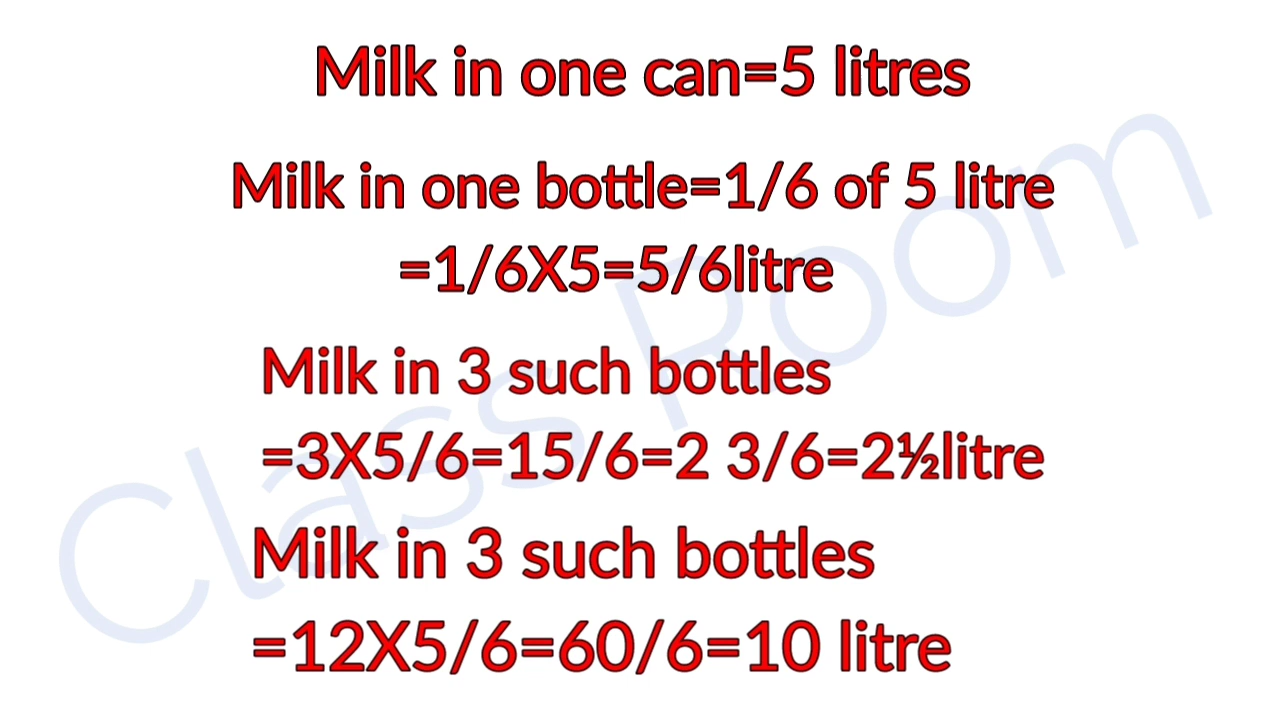 Milk in one can=5 litres
Milk in one bottle=1/6 of 5 litre
=1/6X5=5/6litre
Milk in 3 such bottles
=3X5/6=15/6=2 3/6=2½litre
Milk in 3 such bottles
=12X5/6=60/6=10 litre
Class Room